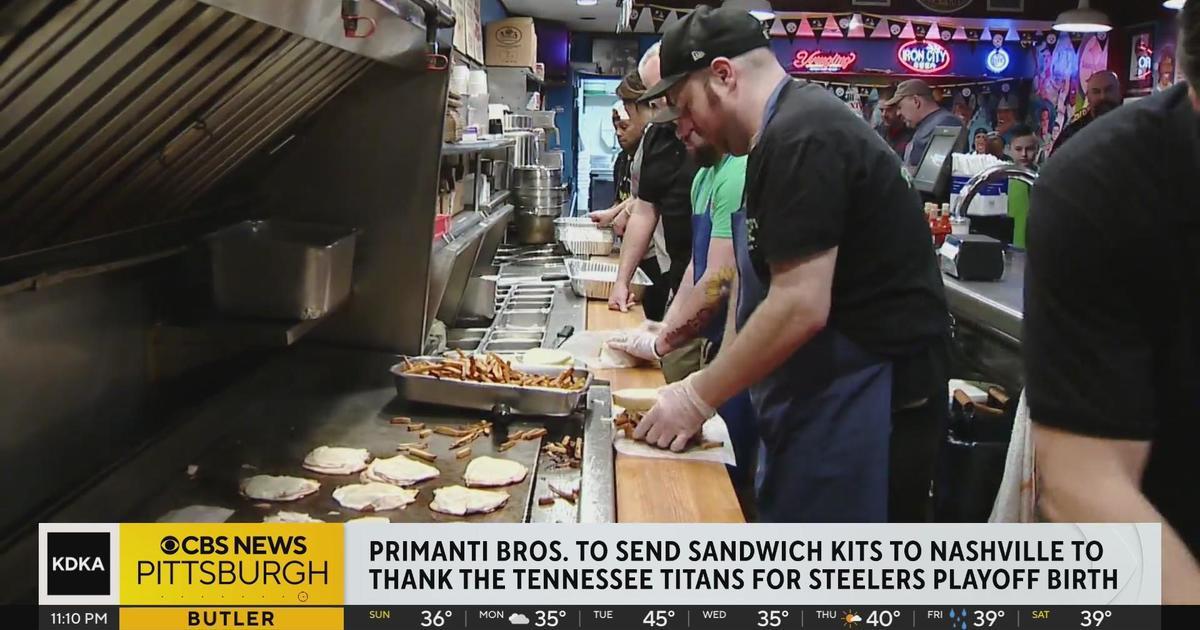 Yuengling
IRON CITY
BEER
KDKA
CBS NEWS
PITTSBURGH
PRIMANTI BROS. TO SEND SANDWICH KITS TO NASHVILLE TO
THANK THE TENNESSEE TITANS FOR STEELERS PLAYOFF BIRTH
11:10 PM
BUTLER
SUN 36° MON 35° TUE 45° WED 35° THU 40° FRI 39° SAT 39°